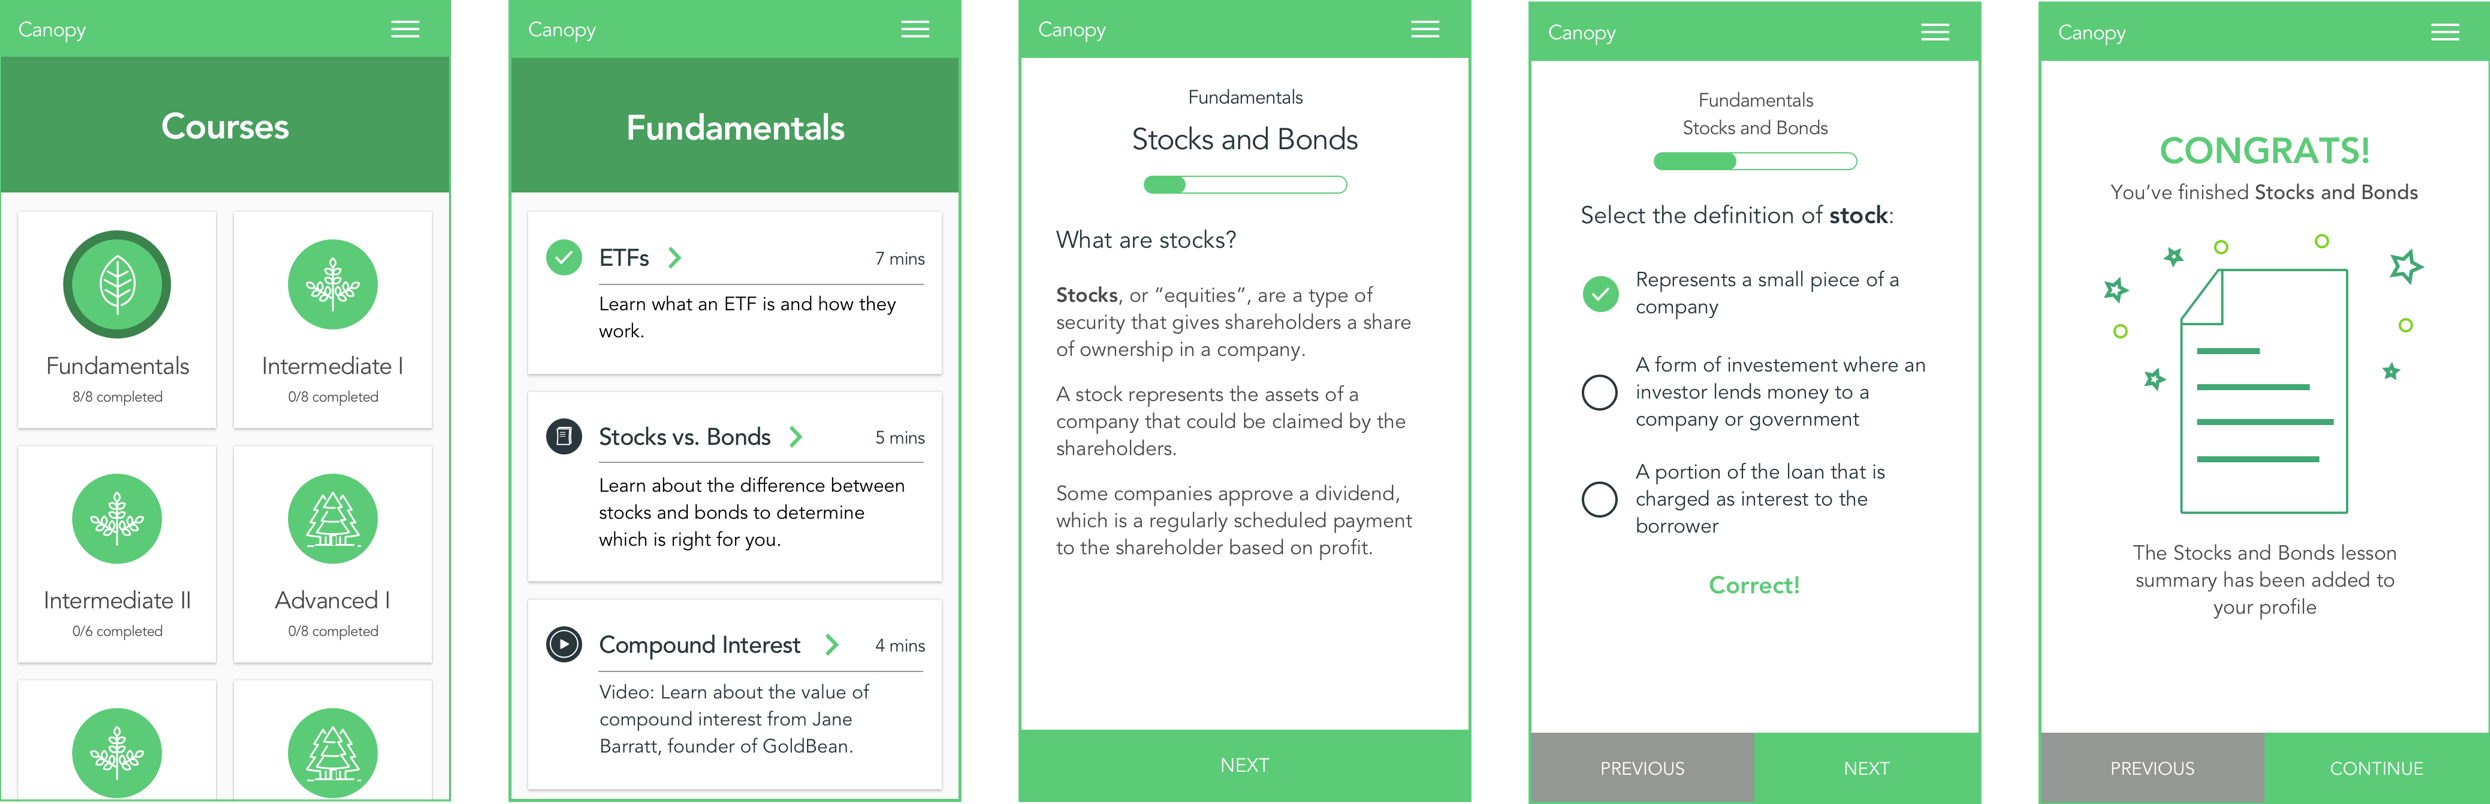 Canopy
Courses
Fundamentals
8/8 completed
Intermediate I
0/8 completed
Intermediate II
0/6 completed
Advanced I
0/8 completed
Canopy
Fundamentals
ETFs
7 mins
Learn what an ETF is and how they
work.
Stocks vs. Bonds
5 mins
Learn about the difference between
stocks and bonds to determine
which is right for you.
Compound Interest
4 mins
Video: Learn about the value of
compound interest from Jane
Barratt, founder of GoldBean.
Canopy
Fundamentals
Stocks and Bonds
What are stocks?
Stocks, or “equities”, are a type of
security that gives shareholders a share
of ownership in a company.
A stock represents the assets of a
company that could be claimed by the
shareholders.
Some companies approve a dividend,
which is a regularly scheduled payment
to the shareholder based on profit.
NEXT
Canopy
Fundamentals
Stocks and Bonds
Select the definition of stock:
Represents a small piece of a
company
A form of investement where an
investor lends money to a
company or government
A portion of the loan that is
charged as interest to the
borrower
Correct!
PREVIOUS
NEXT
Canopy
CONGRATS!
You’ve finished Stocks and Bonds
The Stocks and Bonds lesson
summary has been added to
your profile
PREVIOUS
CONTINUE